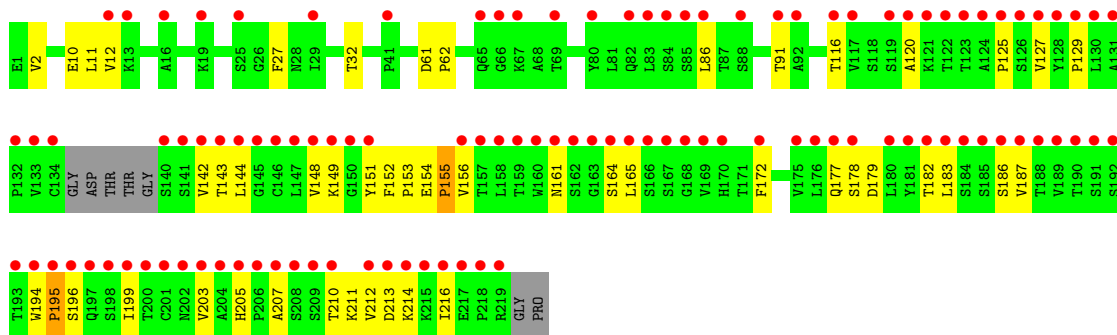 E1 V2 E10 L11 V12 K13 A16 K19 S25 G26 F27 N28 I29 T32 P41 D61 P62 Q65 G66 K67 A68 T69 Y80 L81 Q82 L83 S84 S85 L86 T87 S88 T91 A92 T116 V117 S118 S119 A120 K121 T122 T123 A124 P125 S126 V127 Y128 P129 L130 A131
P132 V133 C134 GLY ASP THR THR GLY S140 S141 V142 T143 L144 G145 C146 L147 V148 K149 G150 Y151 F152 P153 E154 P155 V156 T157 L158 T159 W160 N161 S162 G163 S164 L165 S166 S167 G168 V169 H170 T171 F172 V175 L176 Q177 S178 D179 L180 Y181 T182 L183 S184 S185 S186 V187 T188 V189 T190 S191 S192
T193 W194 P195 S196 Q197 S198 I199 T200 C201 N202 V203 A204 H205 P206 A207 S208 S209 T210 K211 V212 D213 K214 K215 I216 E217 P218 R219 GLY PRO